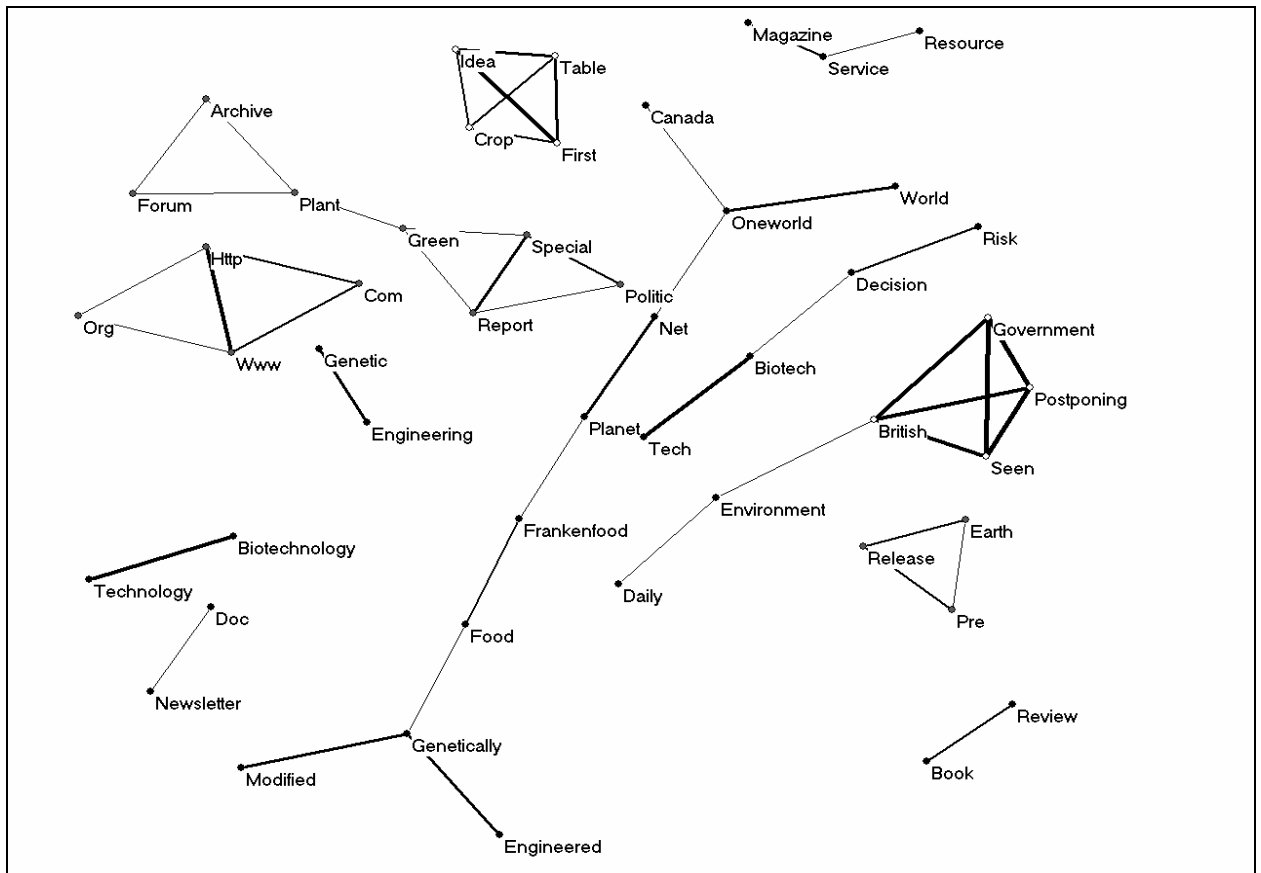 Magazine
Resource
Service
Idea
Table
Archive
Canada
Crop
First
Forum
Plant
World
Oneworld
Green
Special
Risk
Http
Decision
Com
Politic
Org
Report
Net
Government
Www
Genetic
Biotech
Postponing
Planet
British
Engineering
Tech
Seen
Environment
Frankenfood
Earth
Biotechnology
Release
Technology
Daily
Doc
Pre
Food
Newsletter
Review
Genetically
Book
Modified
Engineered